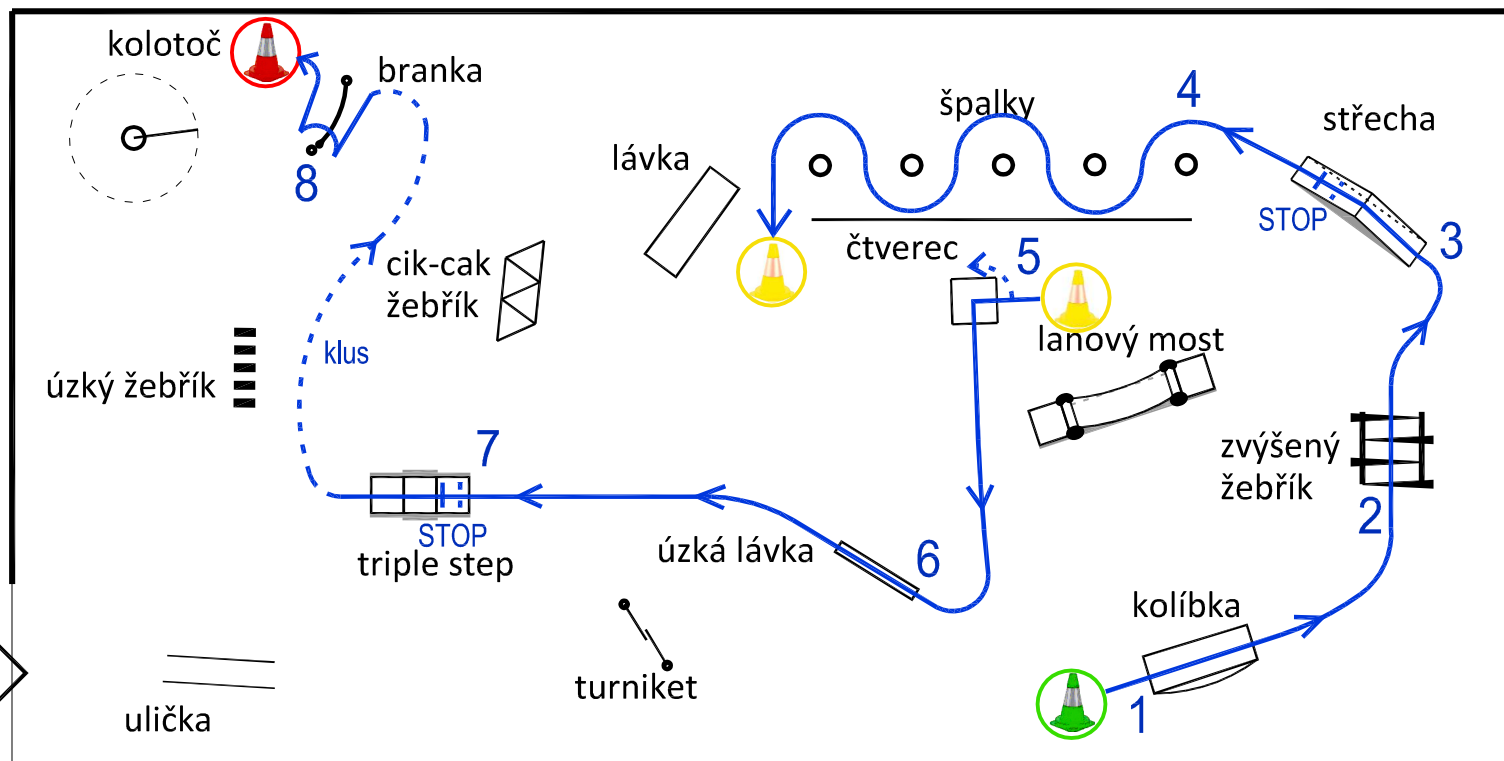 kolotoč
branka
8
lávka
špalky
4
střecha
STOP
3
čtverec
5
cik-cak
žebřík
lanový most
klus
úzký žebřík
zvýšený
žebřík
2
7
STOP
triple step
úzká lávka
6
kolíbka
1
turniket
ulička